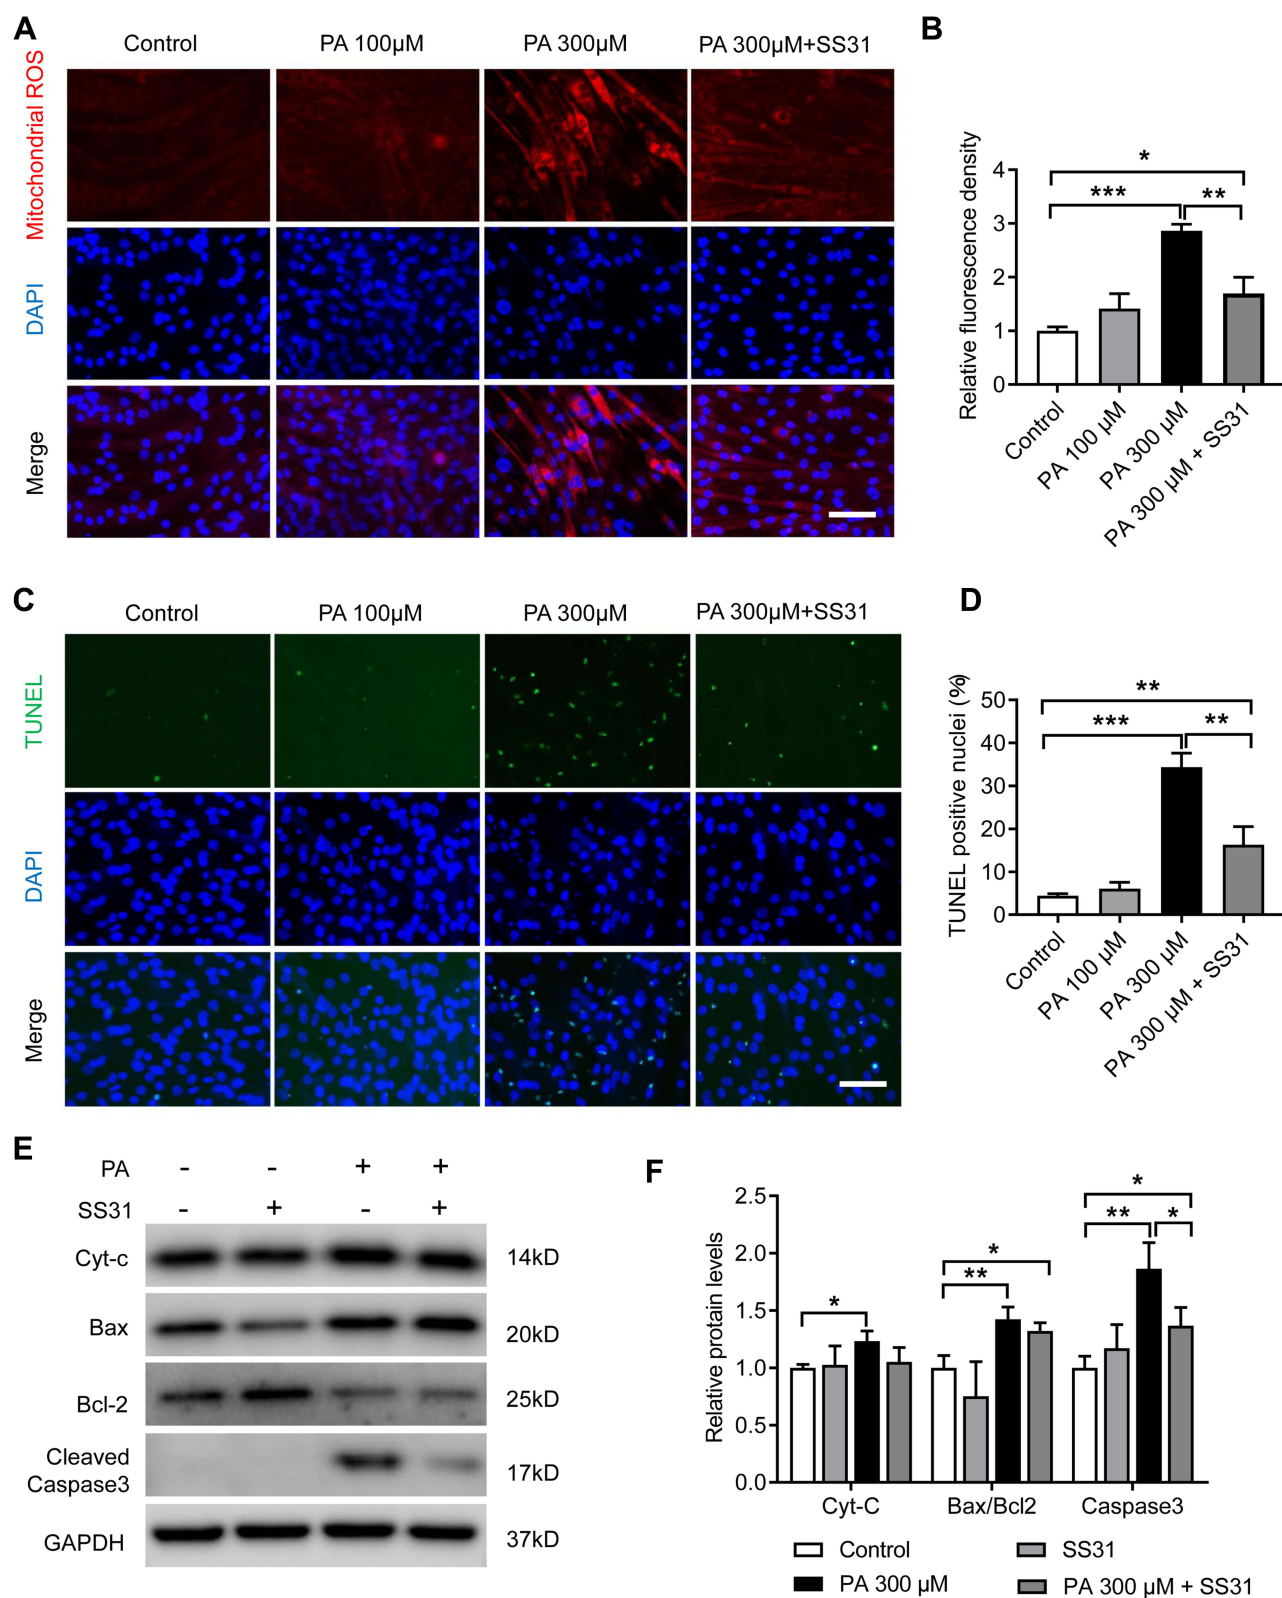 A
Control
PA 100μM
PA 300μM
PA 300μM+SS31
Mitochondrial ROS
DAPI
Merge
B
Relative fluorescence density
4
3
2
1
0
*
***
**
Control
PA 100 μM
PA 300 μM
PA 300 μM + SS31
C
Control
PA 100μM
PA 300μM
PA 300μM+SS31
TUNEL
DAPI
Merge
D
TUNEL positive nuclei (%)
50
40
30
20
10
0
**
***
**
Control
PA 100 μM
PA 300 μM
PA 300 μM + SS31
E
PA - - + +
SS31 - + - +
Cyt-c 14kD
Bax 20kD
Bcl-2 25kD
Cleaved
Caspase3 17kD
GAPDH 37kD
F
Relative protain levels
2.5
2.0
1.5
1.0
0.5
0.0
*
*
**
*
**
*
Cyt-C
Bax/Bcl2
Caspase3
Control
SS31
PA 300 μM
PA 300 μM + SS31